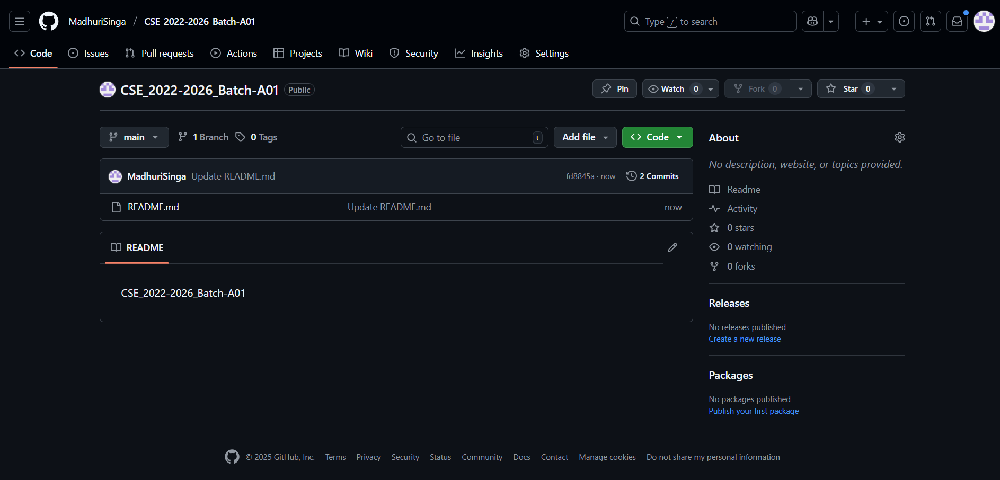 MadhuriSinga / CSE_2022-2026_Batch-A01
Type / to search
Code Issues Pull requests Actions Projects Wiki Security Insights Settings
CSE_2022-2026_Batch-A01 Public
Pin Watch 0 Fork 0 Star 0
main 1 Branch 0 Tags
Go to file t Add file Code
MadhuriSinga Update README.md fd8845a · now 2 Commits
README.md Update README.md now
README
CSE_2022-2026_Batch-A01
About
No description, website, or topics provided.
Readme
Activity
0 stars
0 watching
0 forks
Releases
No releases published
Create a new release
Packages
No packages published
Publish your first package
© 2025 GitHub, Inc. Terms Privacy Security Status Community Docs Contact Manage cookies Do not share my personal information